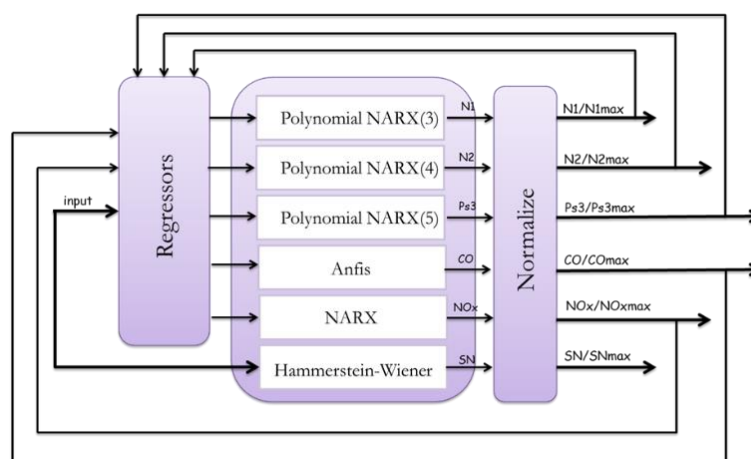 input
Regressors
Polynomial NARX(3)
Polynomial NARX(4)
Polynomial NARX(5)
Anfis
NARX
Hammerstein-Wiener
N1
N2
Ps3
CO
NOx
SN
Normalize
N1/N1max
N2/N2max
Ps3/Ps3max
CO/COmax
NOx/NOxmax
SN/SNmax